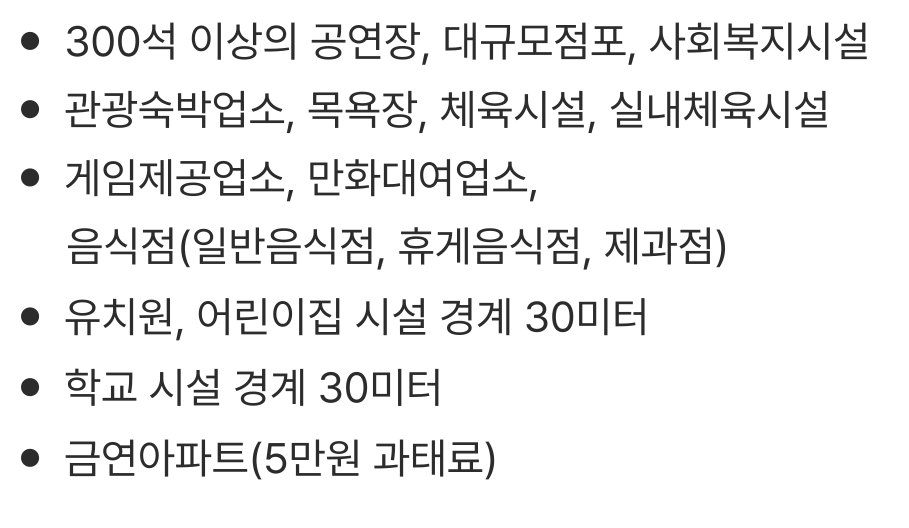 • 300석 이상의 공연장, 대규모점포, 사회복지시설
• 관광숙박업소, 목욕장, 체육시설, 실내체육시설
• 게임제공업소, 만화대여업소,
음식점(일반음식점, 휴게음식점, 제과점)
• 유치원, 어린이집 시설 경계 30미터
• 학교 시설 경계 30미터
• 금연아파트(5만원 과태료)